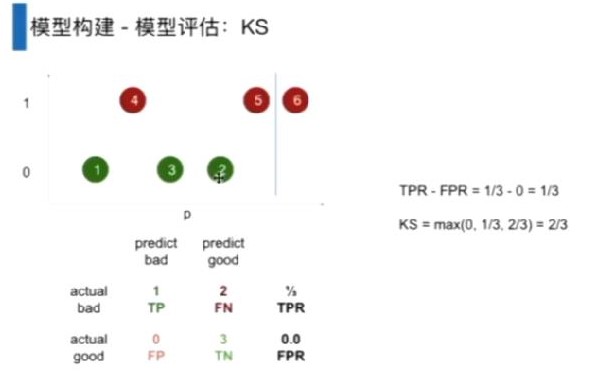 模型构建 - 模型评估：KS
1
4
5
6
0
1
3
2
p
TPR - FPR = 1/3 - 0 = 1/3
KS = max(0, 1/3, 2/3) = 2/3
predict bad
predict good
actual bad
1 TP
2 FN
⅓ TPR
actual good
0 FP
3 TN
0.0 FPR